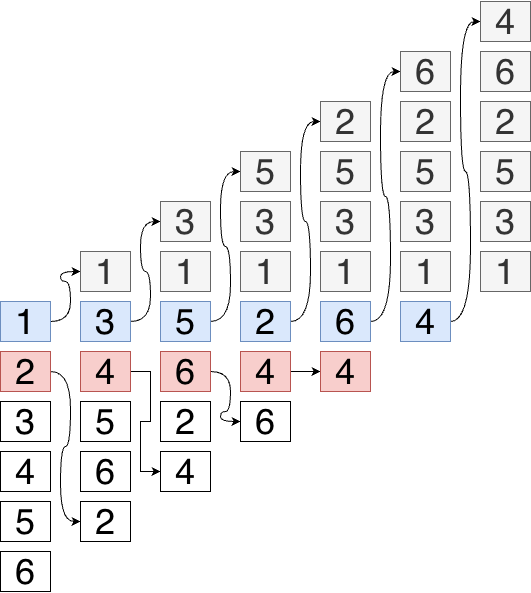 4
6 6
2 2 2
5 5 5 5
3 3 3 3 3
1 1 1 1 1 1
1 3 5 2 6 4
2 4 6 4 4
3 5 2 6
4 6 4
5 2
6